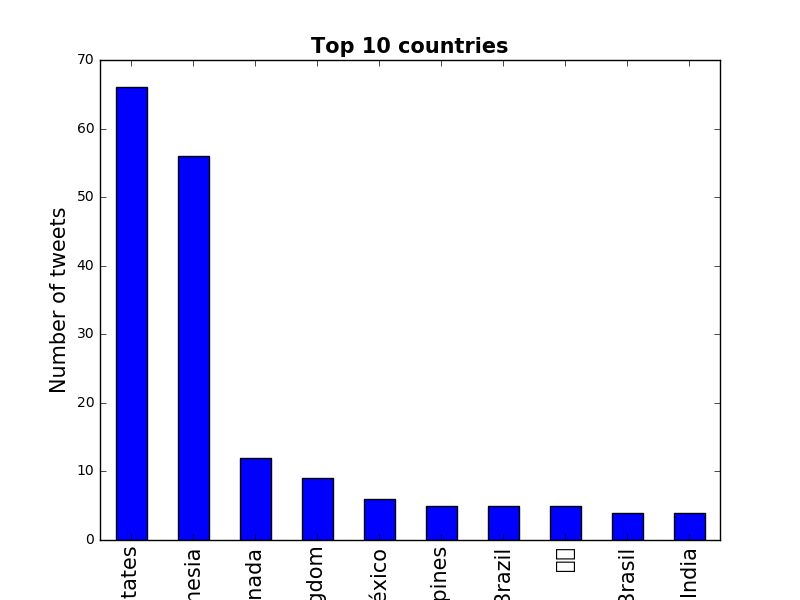 Top 10 countries
Number of tweets
70
60
50
40
30
20
10
0
tates
nesia
nada
gdom
éxico
pines
Brazil
Brasil
India